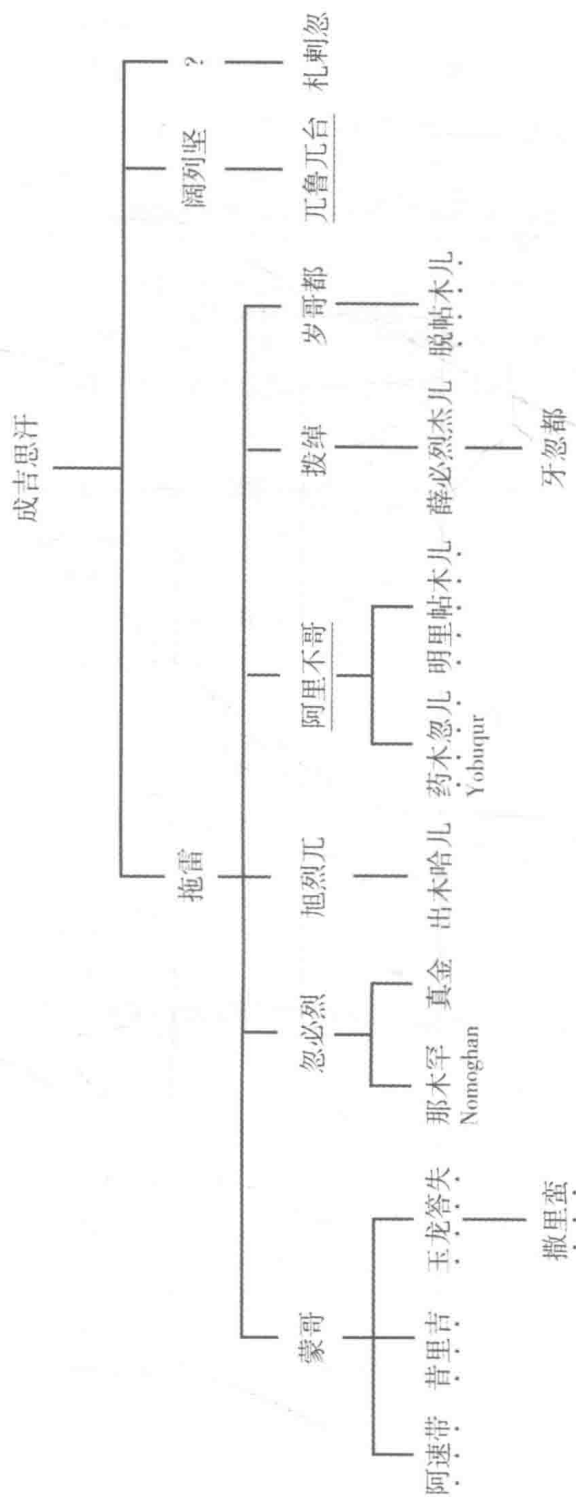 成吉思汗
拖雷 阔列坚 ?
蒙哥 忽必烈 旭烈兀 阿里不哥 拨绰 岁哥都 兀鲁兀台 札剌忽
阿速带 昔里吉 玉龙答失 那木罕 真金 出木哈儿 药木忽儿 明里帖木儿 薛必烈杰儿 脱帖木儿
Nomoghan Yobuqur
撒里蛮 牙忽都